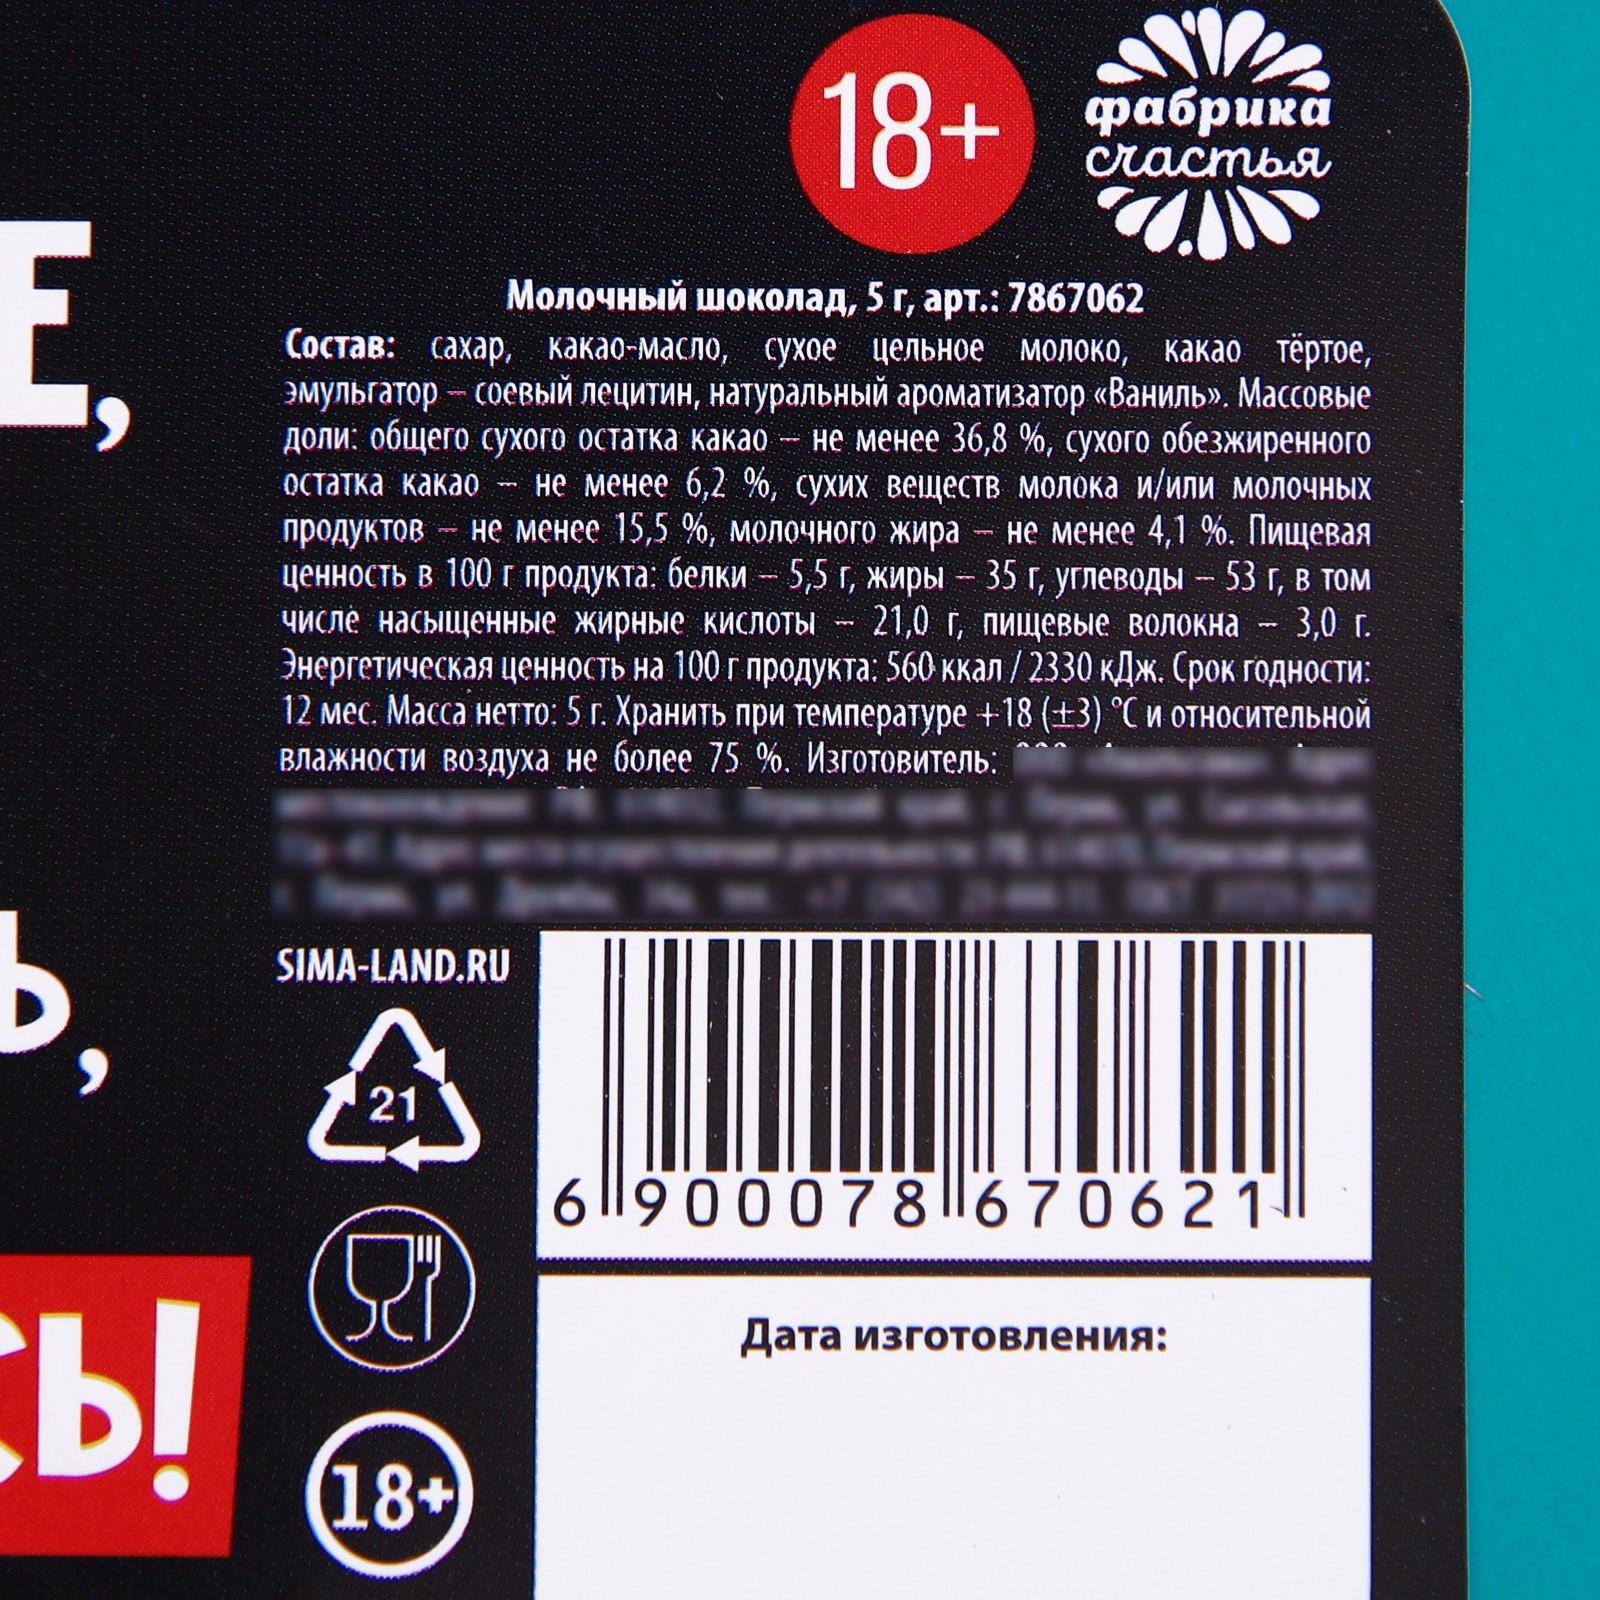 18+
фабрика
счастья
Е,
Молочный шоколад, 5 г, арт.: 7867062
Состав: сахар, какао-масло, сухое цельное молоко, какао тёртое,
эмульгатор – соевый лецитин, натуральный ароматизатор «Ваниль». Массовые
доли: общего сухого остатка какао – не менее 36,8 %, сухого обезжиренного
остатка какао – не менее 6,2 %, сухих веществ молока и/или молочных
продуктов – не менее 15,5 %, молочного жира – не менее 4,1 %. Пищевая
ценность в 100 г продукта: белки – 5,5 г, жиры – 35 г, углеводы – 53 г, в том
числе насыщенные жирные кислоты – 21,0 г, пищевые волокна – 3,0 г.
Энергетическая ценность на 100 г продукта: 560 ккал / 2330 кДж. Срок годности:
12 мес. Масса нетто: 5 г. Хранить при температуре +18 (±3) °С и относительной
влажности воздуха не более 75 %. Изготовитель:
Ь,
SIMA-LAND.RU
21
6 900078 670621
СЬ!
Дата изготовления:
18+